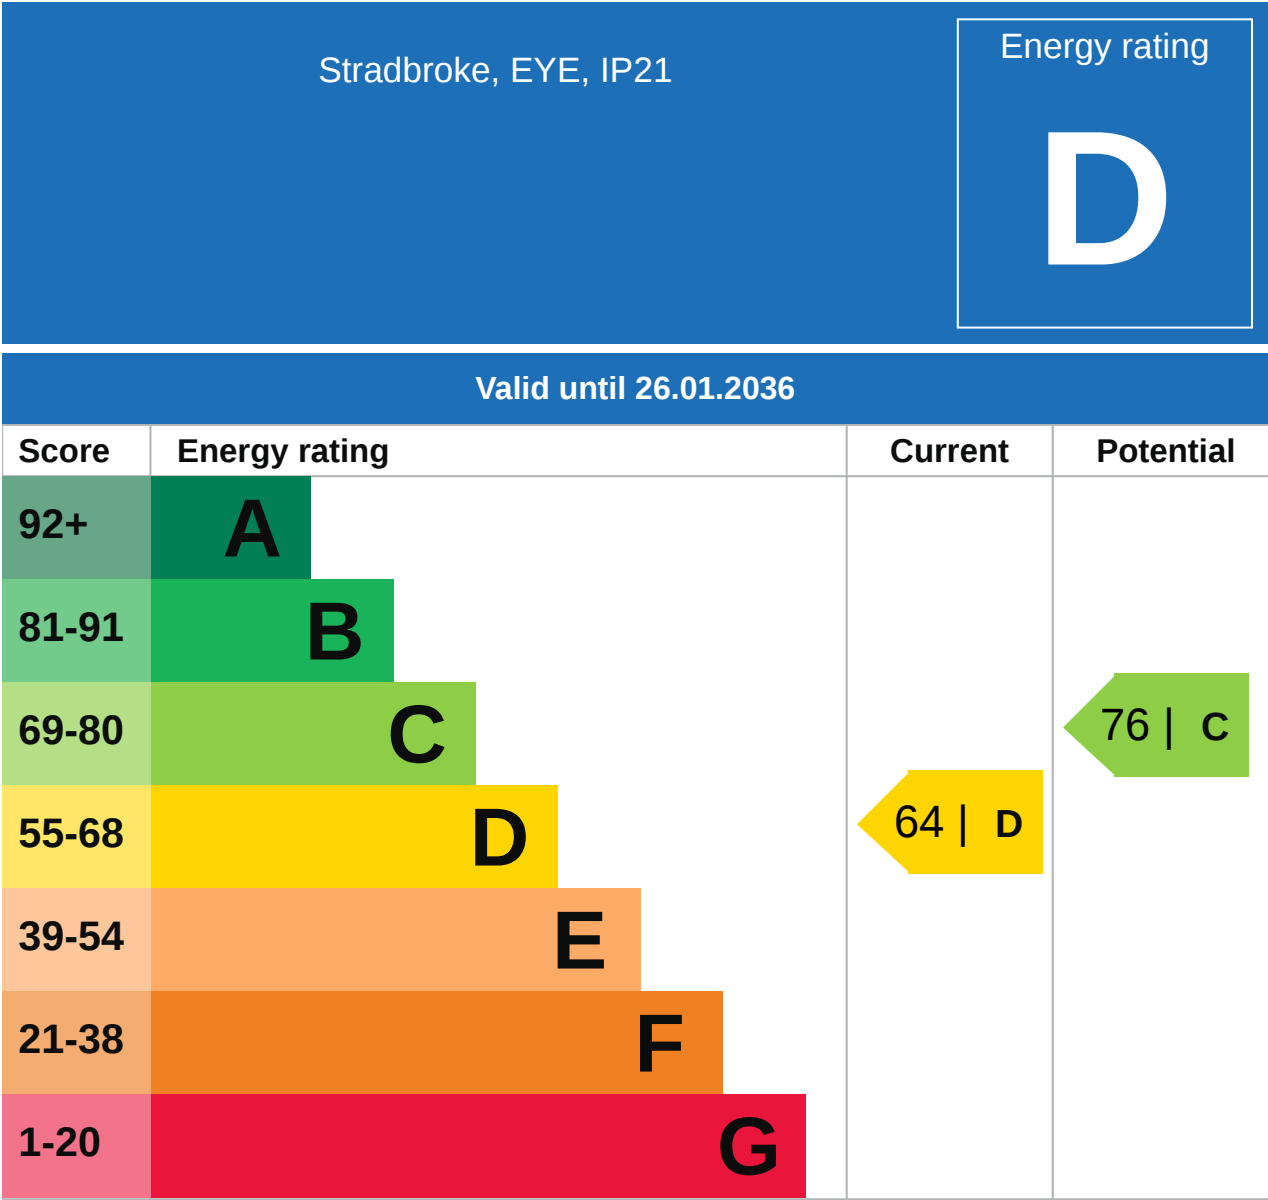 Stradbroke, EYE, IP21
Energy rating
D
Valid until 26.01.2036
Score Energy rating Current Potential
92+ A
81-91 B
69-80 C
76 | C
55-68 D
64 | D
39-54 E
21-38 F
1-20 G